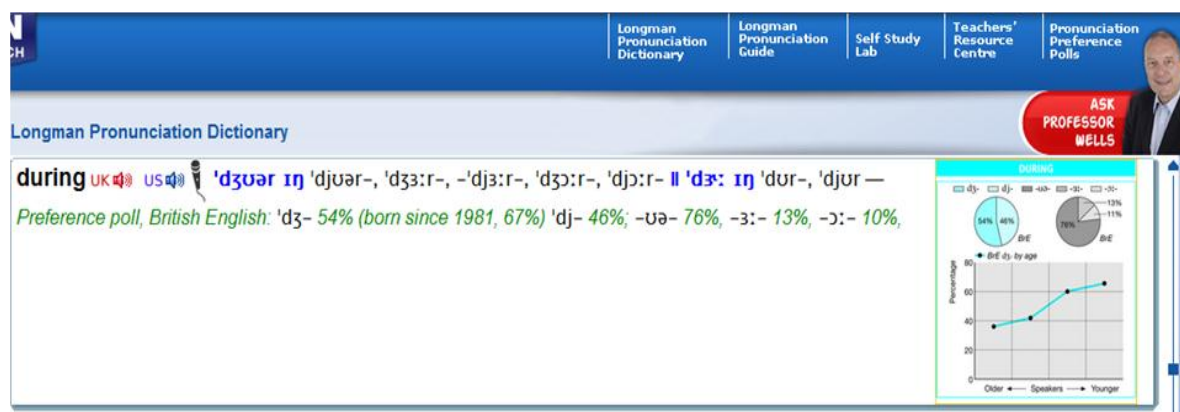 N
CH
Longman
Pronunciation
Dictionary
Longman
Pronunciation
Guide
Self Study
Lab
Teachers'
Resource
Centre
Pronunciation
Preference
Polls
ASK
PROFESSOR
WELLS
Longman Pronunciation Dictionary
during UK US ˈdʒʊər ɪŋ ˈdjʊər–, ˈdʒɜːr–, –ˈdjɜːr–, ˈdʒɔːr–, ˈdjɔːr– ǁ ˈdɝː ɪŋ ˈdʊr–, ˈdjʊr —
Preference poll, British English: ˈdʒ– 54% (born since 1981, 67%) ˈdj– 46%; –ʊə– 76%, –ɜː– 13%, –ɔː– 10%,
DURING
dʒ- dj- -ʊə- -ɜː- -ɔː-
54% 46% BrE
76% 13% 11% BrE
BrE dʒ- by age
Percentage
80
60
40
20
0
Older Speakers Younger